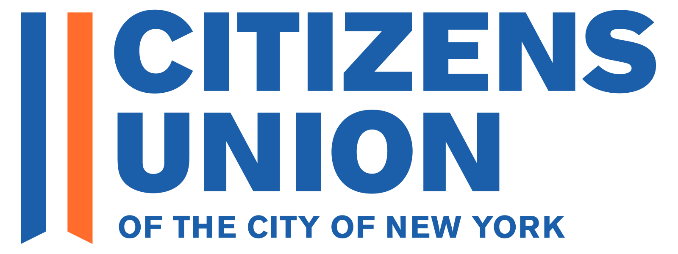 CITIZENS
UNION
OF THE CITY OF NEW YORK